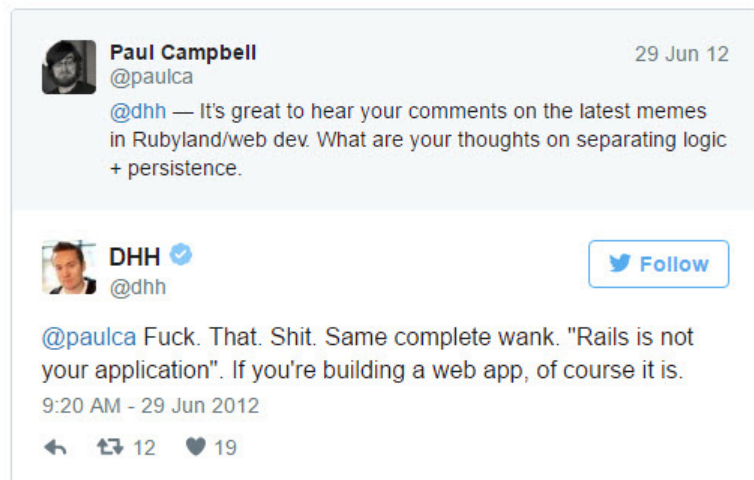 Paul Campbell
29 Jun 12
@paulca
@dhh — It's great to hear your comments on the latest memes
in Rubyland/web dev. What are your thoughts on separating logic
+ persistence.
DHH
Follow
@dhh
@paulca Fuck. That. Shit. Same complete wank. "Rails is not
your application". If you're building a web app, of course it is.
9:20 AM - 29 Jun 2012
12
19